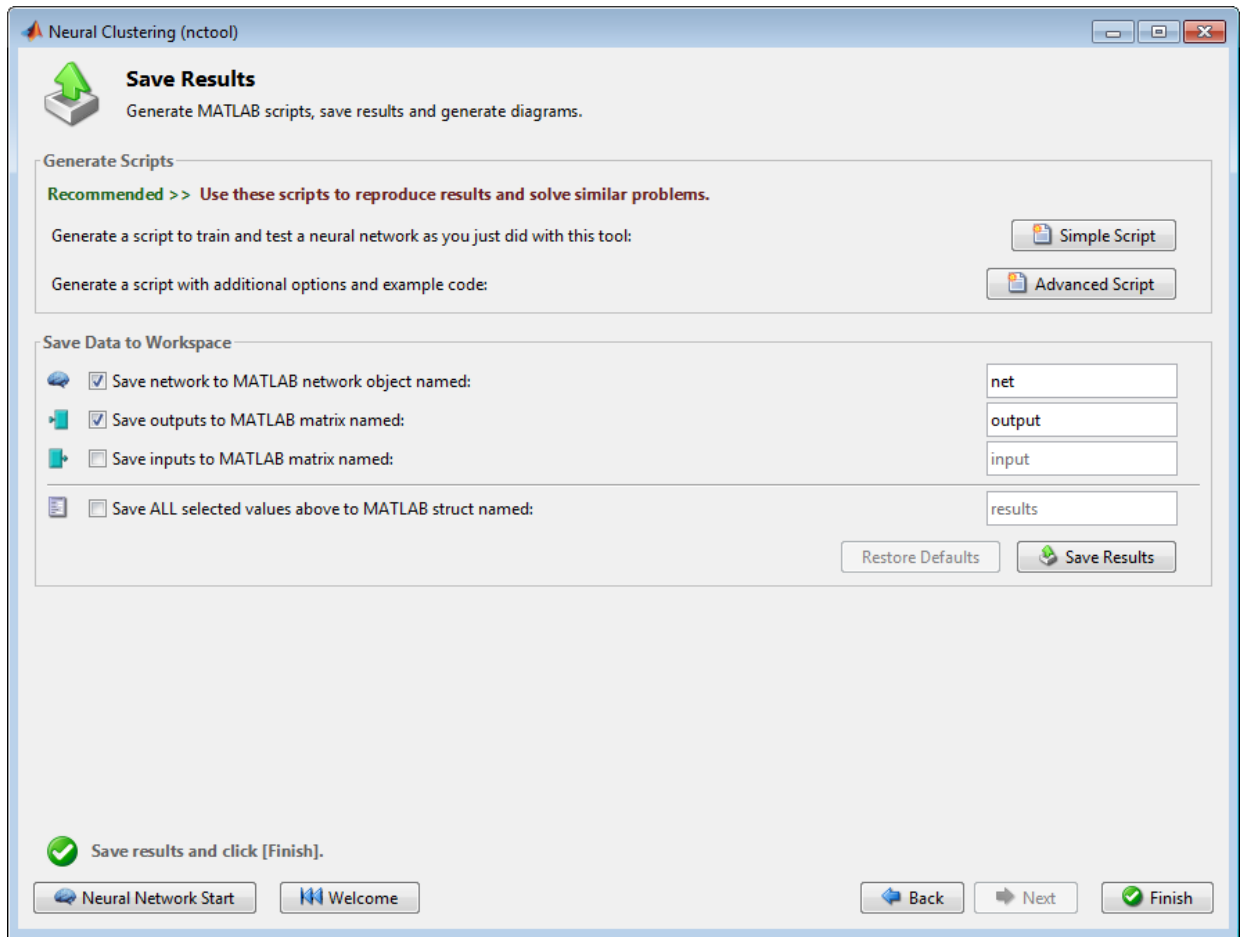 Neural Clustering (nctool)
Save Results
Generate MATLAB scripts, save results and generate diagrams.
Generate Scripts
Recommended >> Use these scripts to reproduce results and solve similar problems.
Generate a script to train and test a neural network as you just did with this tool:
Simple Script
Generate a script with additional options and example code:
Advanced Script
Save Data to Workspace
Save network to MATLAB network object named:
net
Save outputs to MATLAB matrix named:
output
Save inputs to MATLAB matrix named:
input
Save ALL selected values above to MATLAB struct named:
results
Restore Defaults
Save Results
Save results and click [Finish].
Neural Network Start
Welcome
Back
Next
Finish